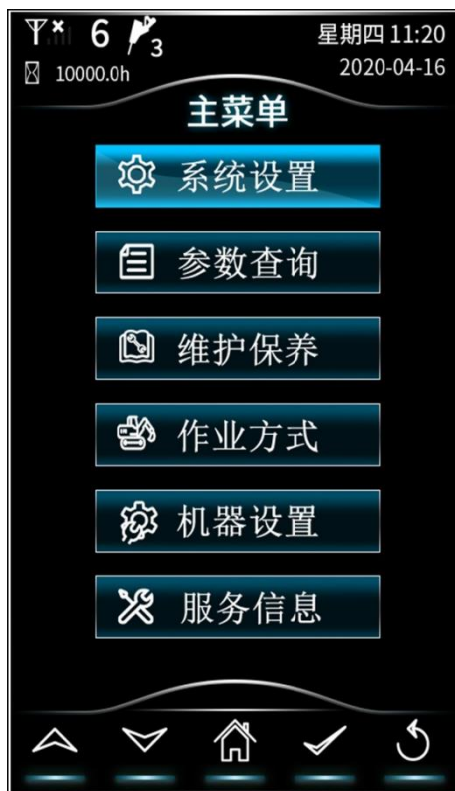 6 3 星期四 11:20
10000.0h 2020-04-16
主菜单
系统设置
参数查询
维护保养
作业方式
机器设置
服务信息